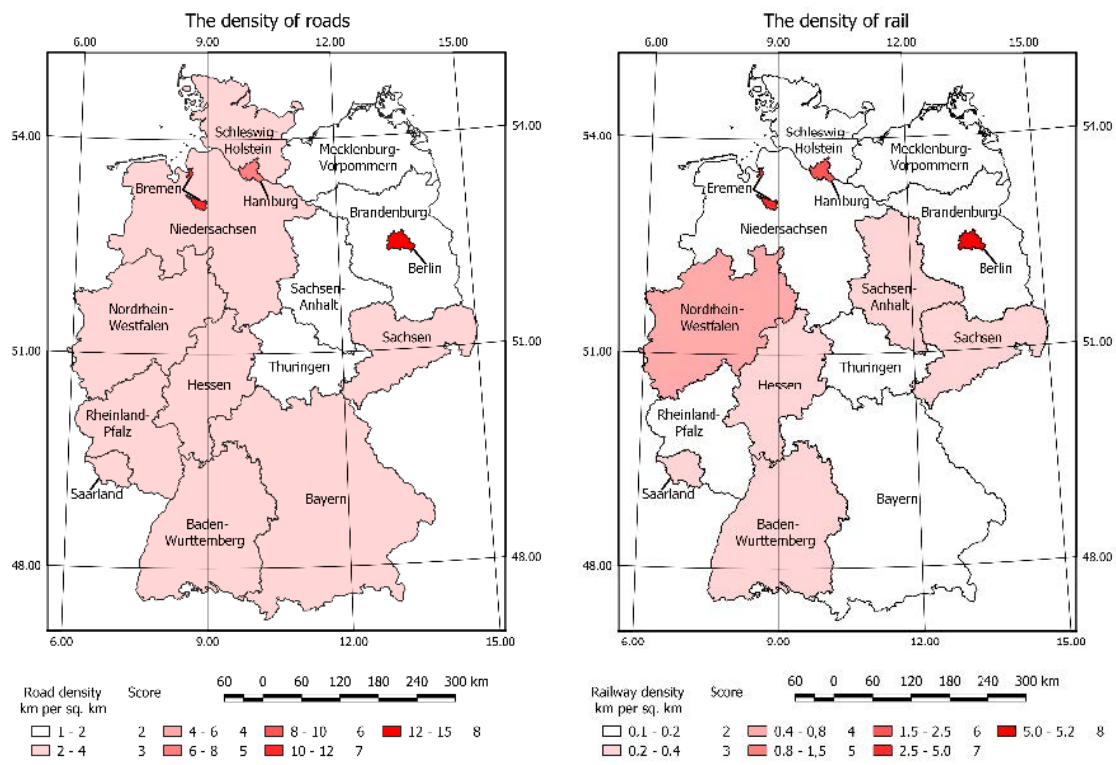 The density of roads
6.00 9.00 12.00 15.00
54.00 54.00
Schleswig-
Holstein
Mecklenburg-
Vorpommern
Bremen
Hamburg
Brandenburg
Niedersachsen
Berlin
Sachsen-
Anhalt
Nordrhein-
Westfalen
Sachsen
51.00 51.00
Hessen
Thuringen
Rheinland-
Pfalz
Saarland
Bayern
Baden-
Wurttemberg
48.00 48.00
6.00 9.00 12.00 15.00
Road density
km per sq. km
Score
60 0 60 120 180 240 300 km
1 - 2 2 4 - 6 4 8 - 10 6 12 - 15 8
2 - 4 3 6 - 8 5 10 - 12 7
The density of rail
6.00 9.00 12.00 15.00
54.00 54.00
Schleswig-
Holstein
Mecklenburg-
Vorpommern
Bremen
Hamburg
Brandenburg
Niedersachsen
Berlin
Sachsen-
Anhalt
Nordrhein-
Westfalen
Sachsen
51.00 51.00
Hessen
Thuringen
Rheinland-
Pfalz
Saarland
Bayern
Baden-
Wurttemberg
48.00 48.00
6.00 9.00 12.00 15.00
Railway density
km per sq. km
Score
60 0 60 120 180 240 300 km
0.1 - 0.2 2 0.4 - 0,8 4 1.5 - 2.5 6 5.0 - 5.2 8
0.2 - 0.4 3 0.8 - 1,5 5 2.5 - 5.0 7